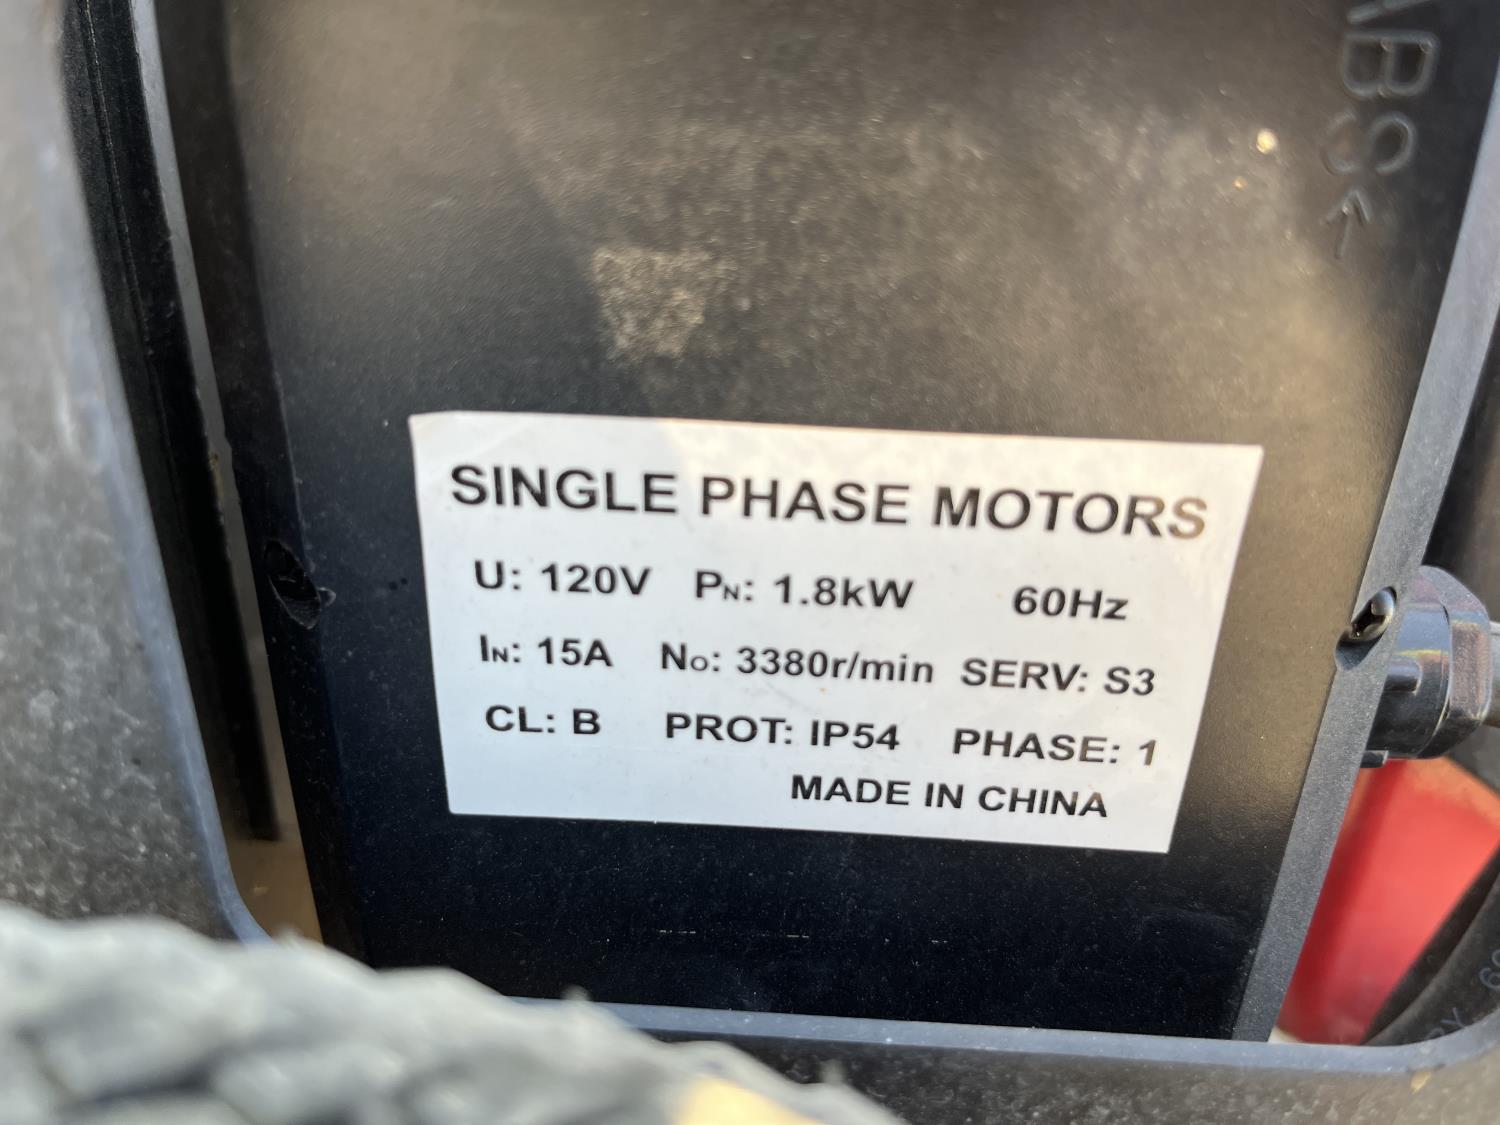 ABS
SINGLE PHASE MOTORS
U: 120V PN: 1.8kW 60Hz
IN: 15A No: 3380r/min SERV: S3
CL: B PROT: IP54 PHASE: 1
MADE IN CHINA